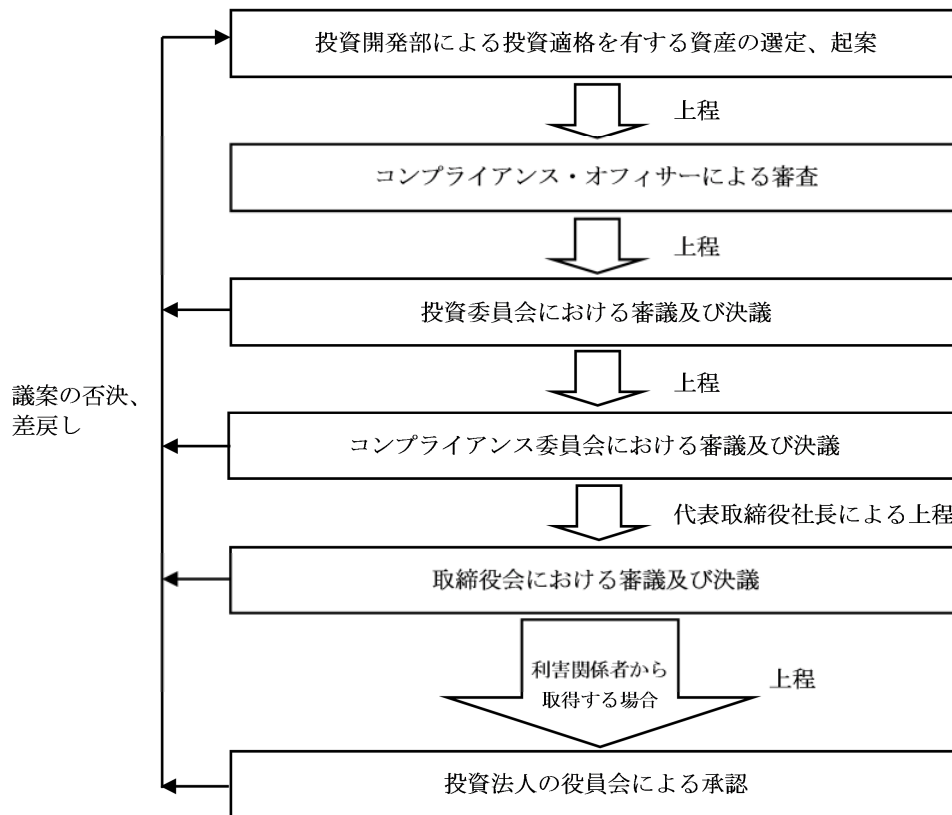 投資開発部による投資適格を有する資産の選定、起案
上程
コンプライアンス・オフィサーによる審査
上程
投資委員会における審議及び決議
上程
議案の否決、
差戻し
コンプライアンス委員会における審議及び決議
代表取締役社長による上程
取締役会における審議及び決議
利害関係者から
取得する場合
上程
投資法人の役員会による承認